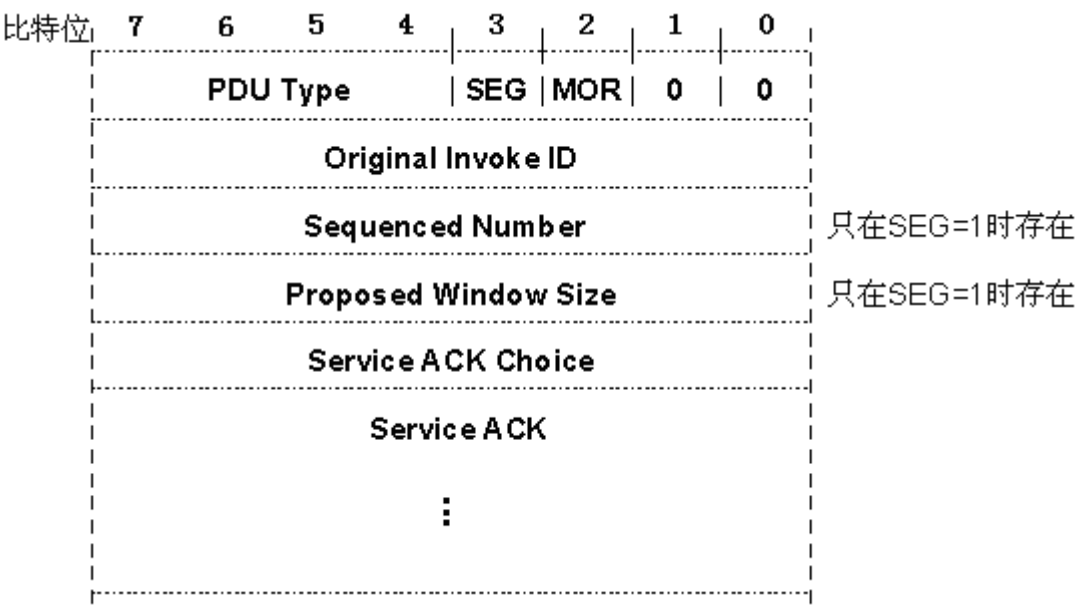 比特位 7 6 5 4 3 2 1 0
PDU Type SEG MOR 0 0
Original Invoke ID
Sequenced Number 只在SEG=1时存在
Proposed Window Size 只在SEG=1时存在
Service ACK Choice
Service ACK
⋮